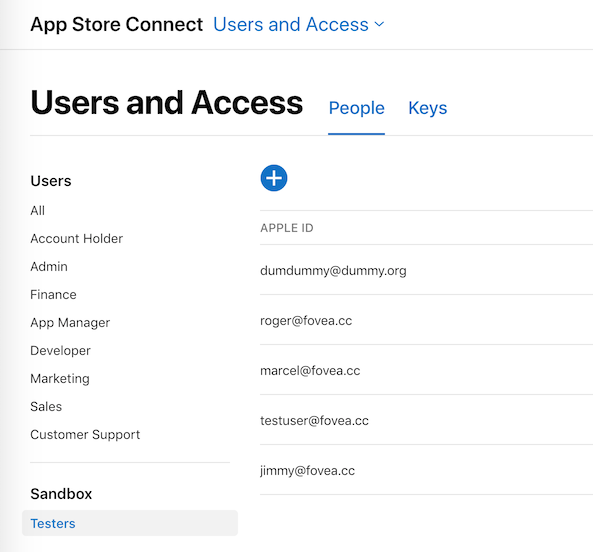 App Store Connect Users and Access
Users and Access People Keys
Users
All
Account Holder
Admin
Finance
App Manager
Developer
Marketing
Sales
Customer Support
Sandbox
Testers
APPLE ID
dumdummy@dummy.org
roger@fovea.cc
marcel@fovea.cc
testuser@fovea.cc
jimmy@fovea.cc